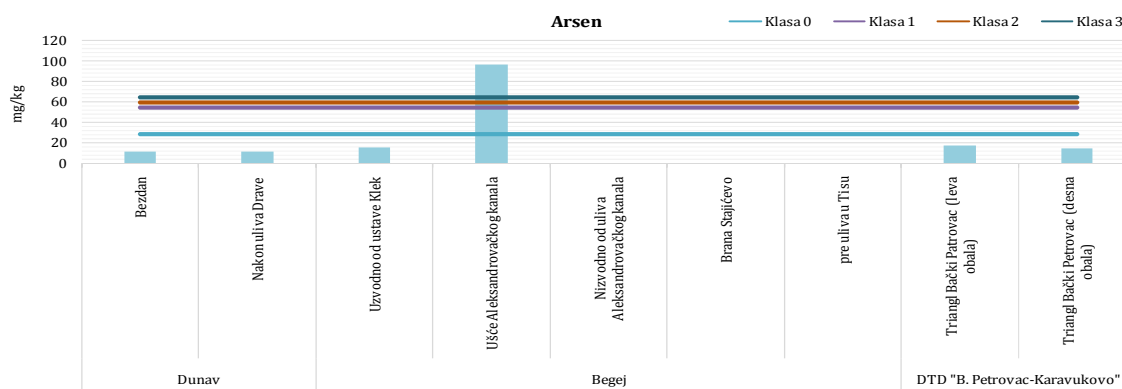 Arsen
Klasa 0
Klasa 1
Klasa 2
Klasa 3
mg/kg
120
100
80
60
40
20
0
Bezdan
Nakon uliva Drave
Uzvodno od ustave Klek
Ušće Aleksandrovačkog kanala
Nizvodno od uliva
Aleksandrovačkog kanala
Brana Stajićevo
pre uliva u Tisu
Triangl Bački Patrovac (leva
obala)
Triangl Bački Petrovac (desna
obala)
Dunav
Begej
DTD "B. Petrovac-Karavukovo"